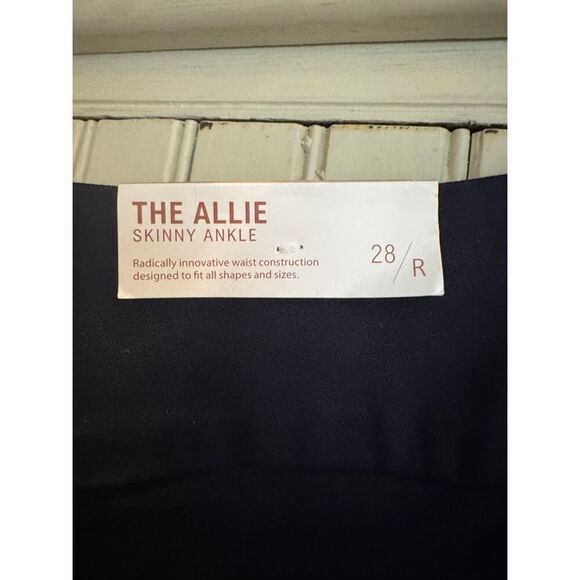 THE ALLIE
SKINNY ANKLE
Radically innovative waist construction
designed to fit all shapes and sizes.
28/R